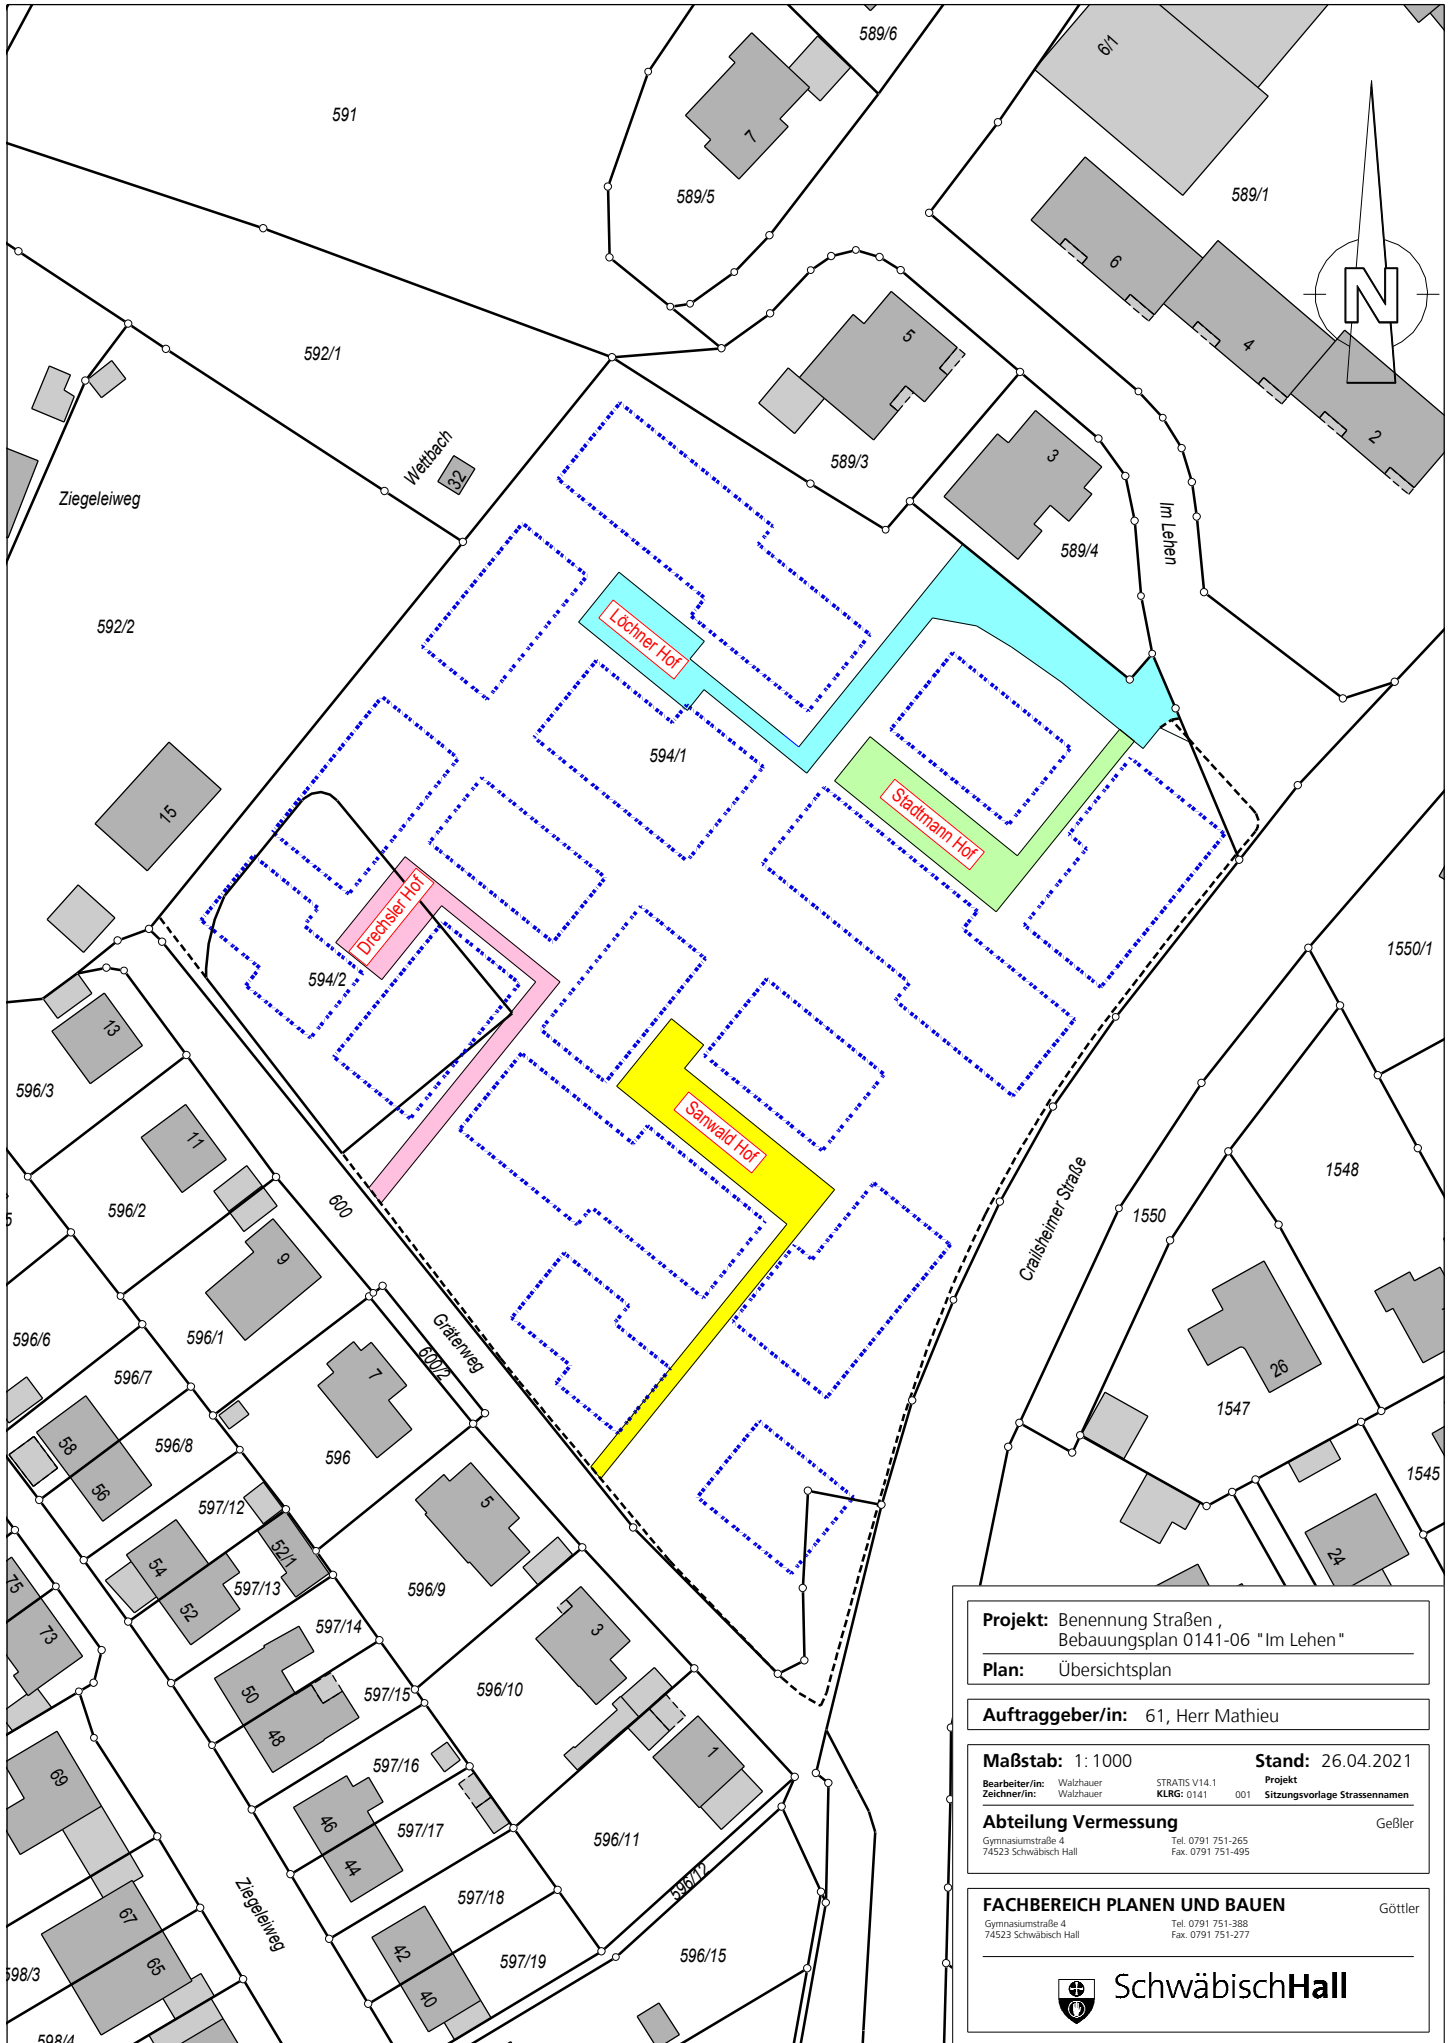 589/6
6/1
591
7
589/5
589/1
6
N
5
4
592/1
2
3
589/3
Wettbach
32
Ziegeleiweg
Im Lehen
589/4
592/2
Löchner Hof
594/1
15
Stadtmann Hof
Drechsler Hof
594/2
1550/1
13
596/3
11
Sanwald Hof
596/2
600
9
Crailsheimer Straße
1550
1548
596/6
596/1
Gräterweg
600/2
596/7
7
26
1547
58
56
596/8
596
1545
597/12
5
54
52/1
24
75
52
597/13
596/9
73
597/14
3
50
48
597/15
596/10
1
69
597/16
46
44
597/17
596/11
67
65
Ziegeleiweg
597/18
596/12
42
40
597/19
596/15
598/3
598/4
Projekt: Benennung Straßen ,
Bebauungsplan 0141-06 "Im Lehen"
Plan: Übersichtsplan
Auftraggeber/in: 61, Herr Mathieu
Maßstab: 1: 1000 Stand: 26.04.2021
Bearbeiter/in: Walzhauer STRATIS V14.1 Projekt
Zeichner/in: Walzhauer KLRG: 0141 001 Sitzungsvorlage Strassennamen
Abteilung Vermessung Geßler
Gymnasiumstraße 4 Tel. 0791 751-265
74523 Schwäbisch Hall Fax. 0791 751-495
FACHBEREICH PLANEN UND BAUEN Göttler
Gymnasiumstraße 4 Tel. 0791 751-388
74523 Schwäbisch Hall Fax. 0791 751-277
SchwäbischHall